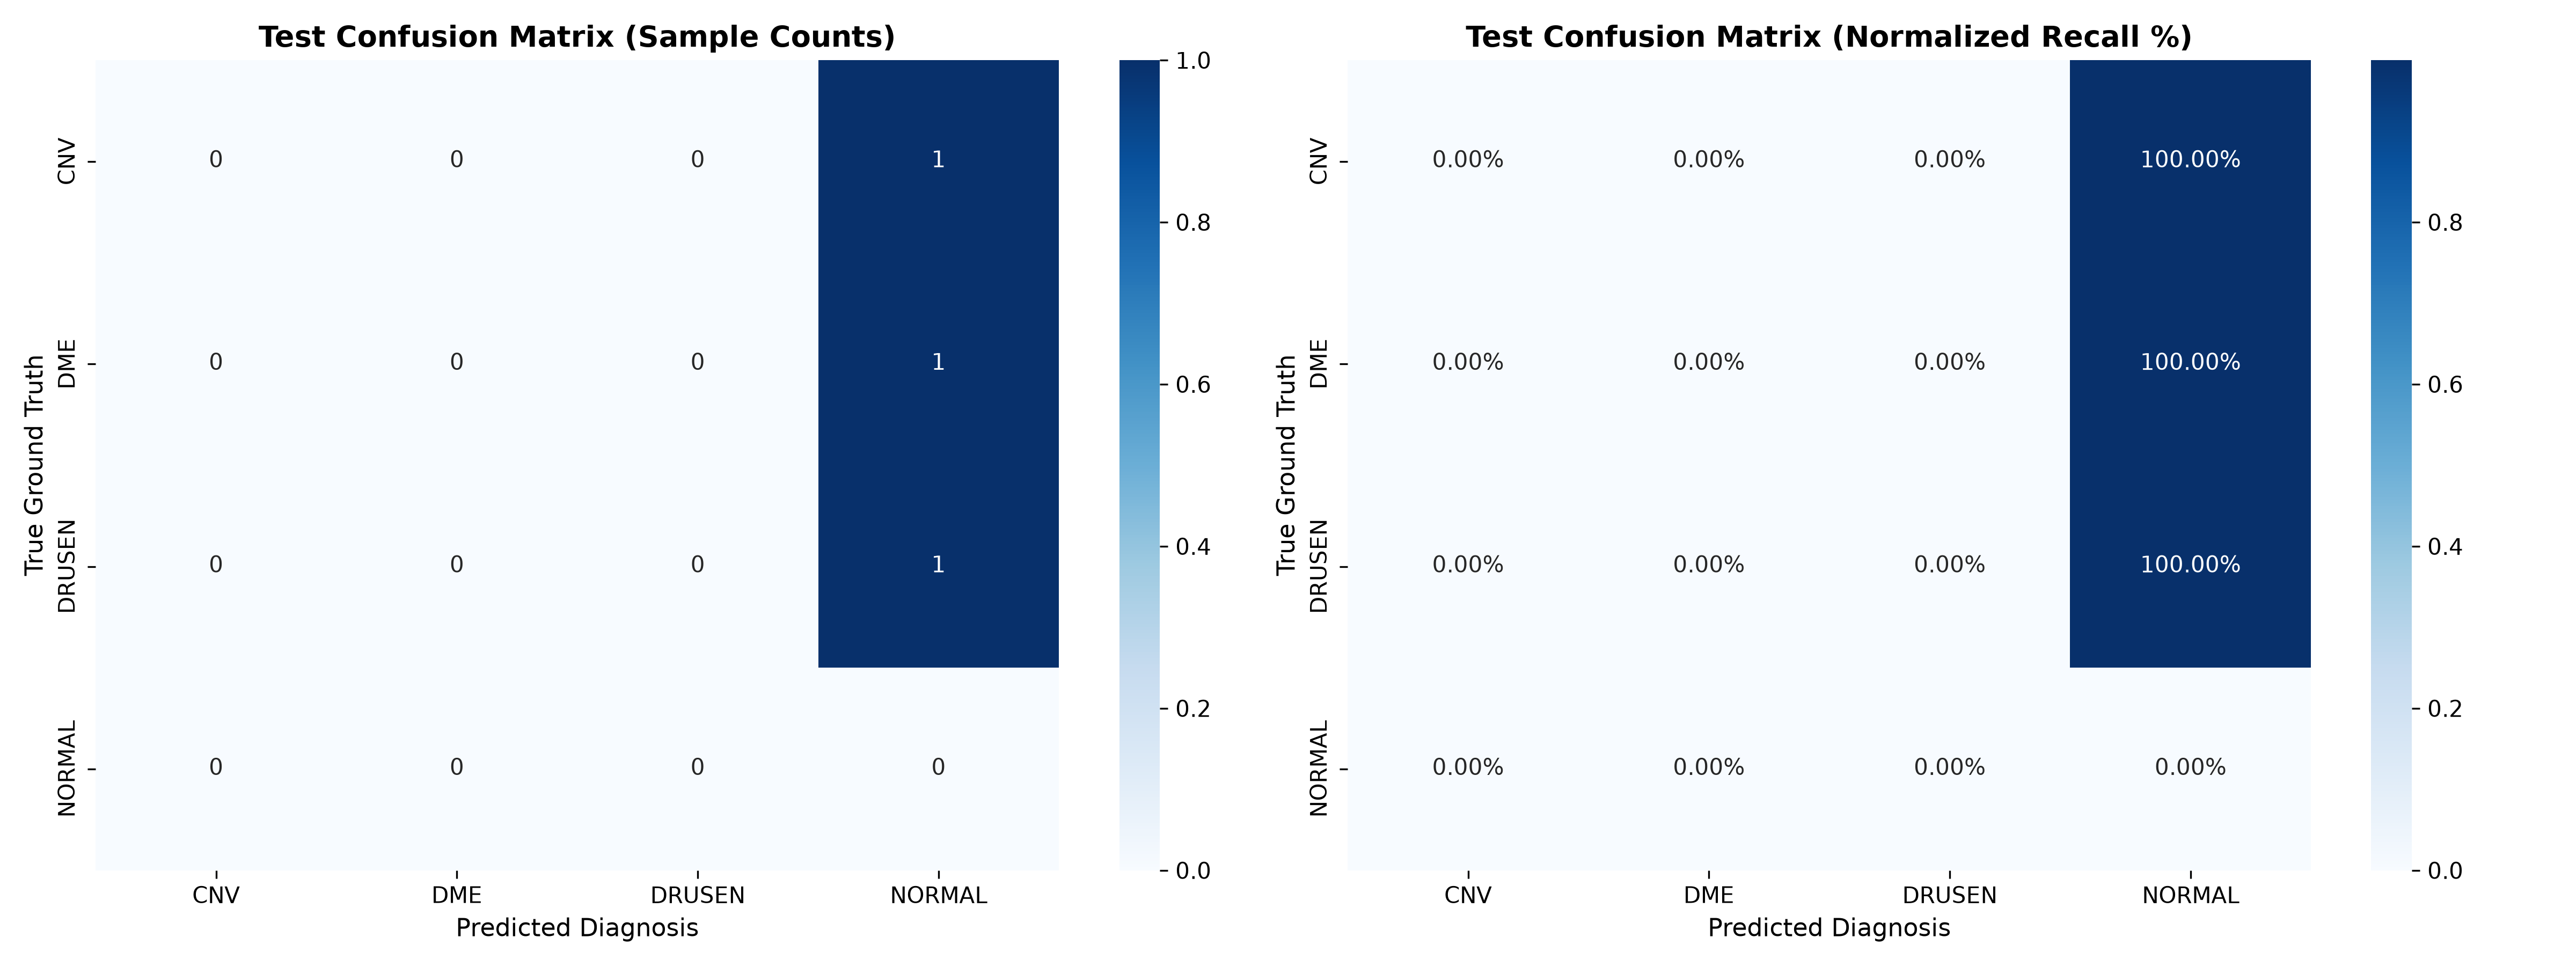 Test Confusion Matrix (Sample Counts)
True Ground Truth
CNV
0 0 0 1
DME
0 0 0 1
DRUSEN
0 0 0 1
NORMAL
0 0 0 0
CNV DME DRUSEN NORMAL
Predicted Diagnosis
1.0
0.8
0.6
0.4
0.2
0.0
Test Confusion Matrix (Normalized Recall %)
True Ground Truth
CNV
0.00% 0.00% 0.00% 100.00%
DME
0.00% 0.00% 0.00% 100.00%
DRUSEN
0.00% 0.00% 0.00% 100.00%
NORMAL
0.00% 0.00% 0.00% 0.00%
CNV DME DRUSEN NORMAL
Predicted Diagnosis
0.8
0.6
0.4
0.2
0.0